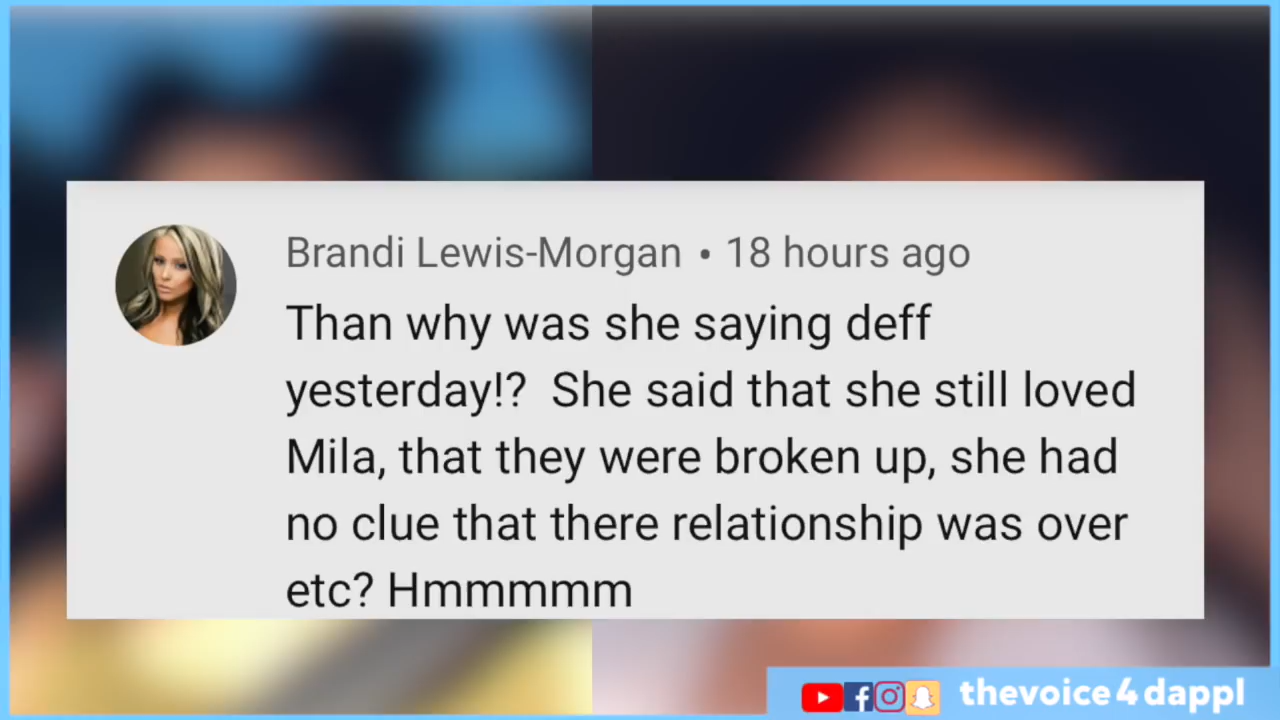 Brandi Lewis-Morgan • 18 hours ago
Than why was she saying deff
yesterday!?  She said that she still loved
Mila, that they were broken up, she had
no clue that there relationship was over
etc? Hmmmmm
thevoice4dappl